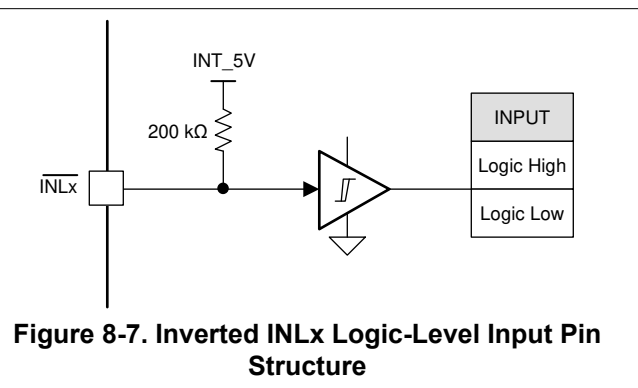 INT_5V
200 kΩ
INLx
INPUT
Logic High
Logic Low
Figure 8-7. Inverted INLx Logic-Level Input Pin
Structure